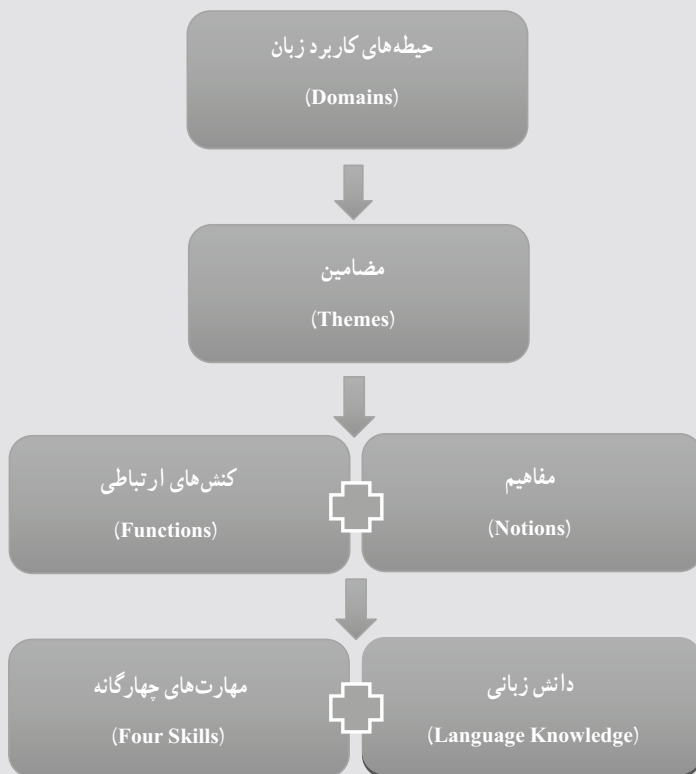 حیطه‌های کاربرد زبان
(Domains)
مضامین
(Themes)
مفاهیم
(Notions)
کنش‌های ارتباطی
(Functions)
دانش زبانی
(Language Knowledge)
مهارت‌های چهارگانه
(Four Skills)